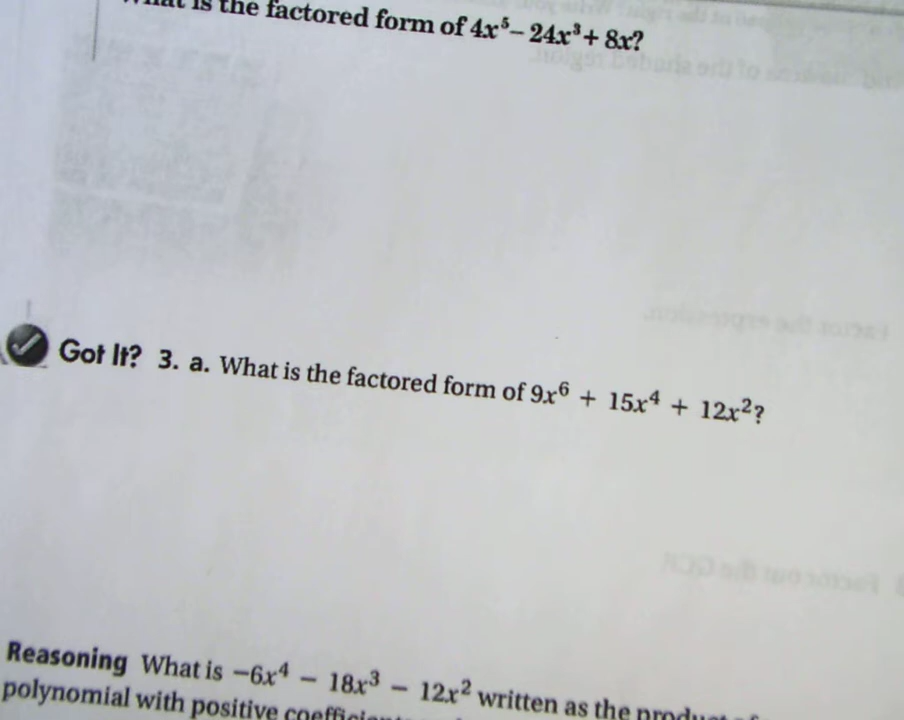 is the factored form of 4x⁵ – 24x³ + 8x?
Got It? 3. a. What is the factored form of 9x⁶ + 15x⁴ + 12x²?
Reasoning What is −6x⁴ − 18x³ − 12x² written as the
polynomial with positive